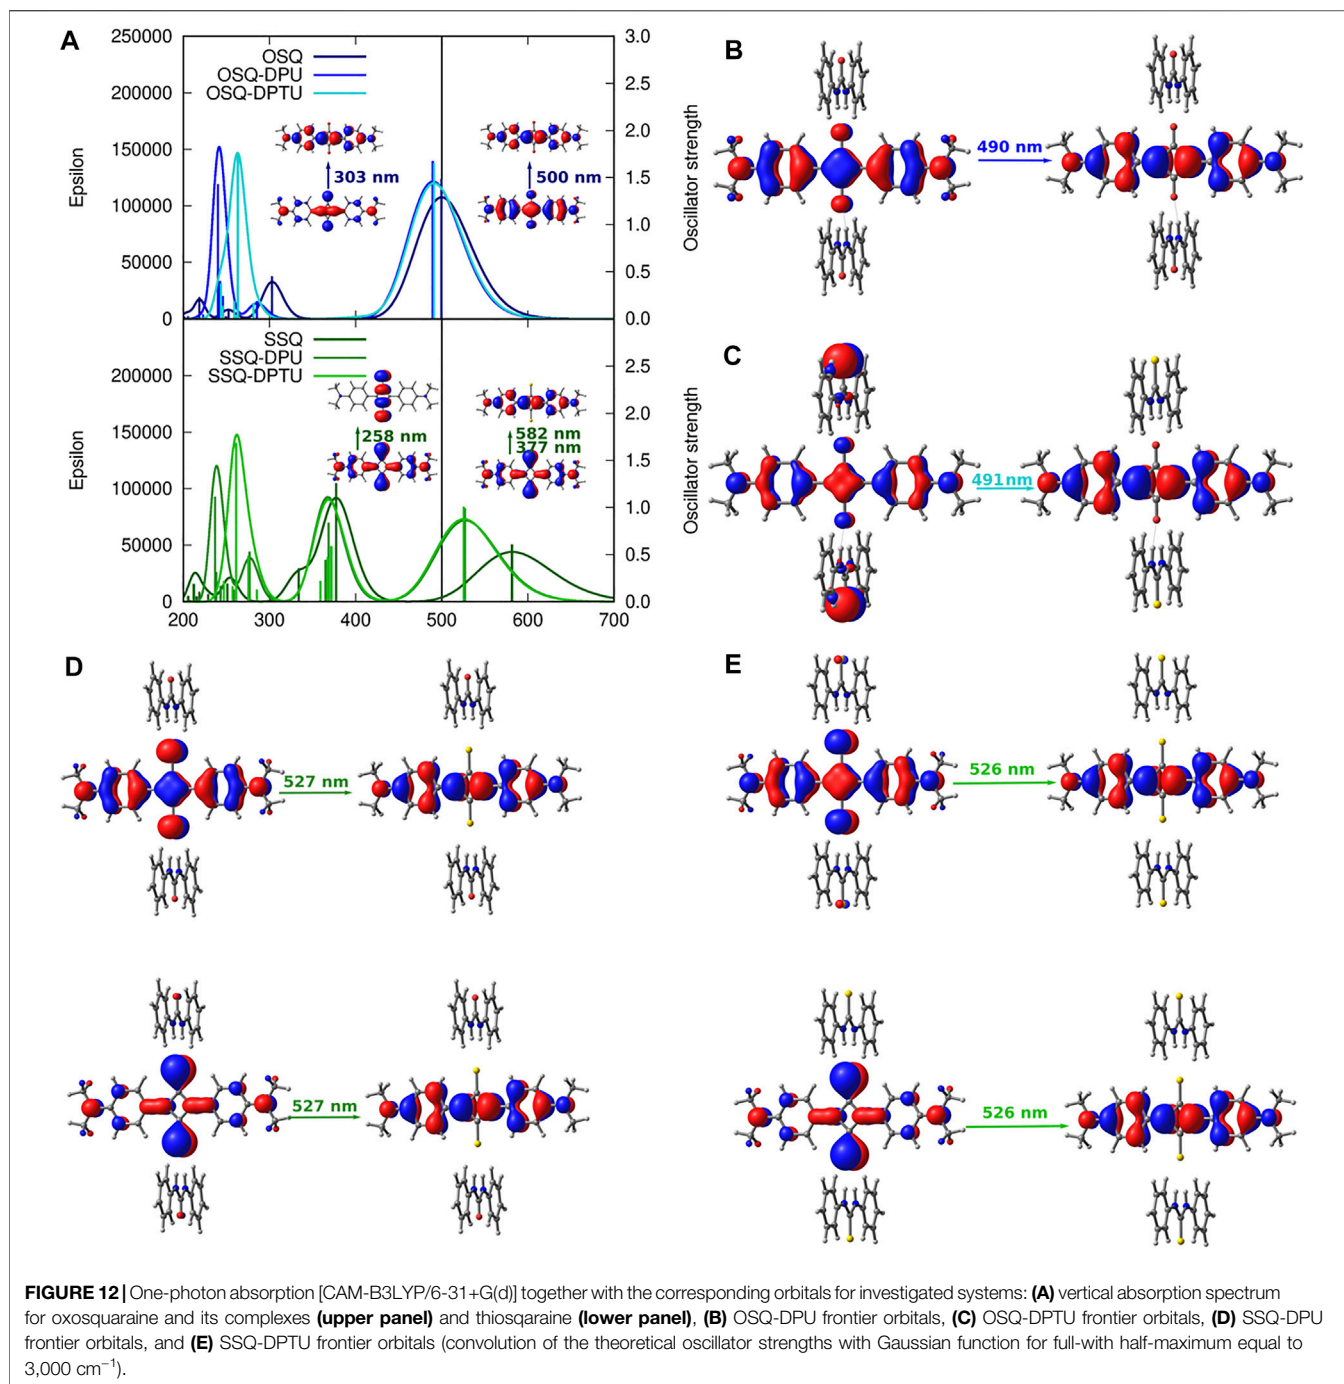 A
250000
200000
150000
100000
50000
0
Epsilon
OSQ
OSQ-DPU
OSQ-DPTU
303 nm
500 nm
3.0
2.5
2.0
1.5
1.0
0.5
0.0
Oscillator strength
200000
150000
100000
50000
0
Epsilon
SSQ
SSQ-DPU
SSQ-DPTU
258 nm
582 nm
377 nm
2.5
2.0
1.5
1.0
0.5
0.0
Oscillator strength
200 300 400 500 600 700
B
490 nm
C
491nm
D
527 nm
527 nm
E
526 nm
526 nm
FIGURE 12 | One-photon absorption [CAM-B3LYP/6-31+G(d)] together with the corresponding orbitals for investigated systems: (A) vertical absorption spectrum
for oxosquaraine and its complexes (upper panel) and thiosqaraine (lower panel), (B) OSQ-DPU frontier orbitals, (C) OSQ-DPTU frontier orbitals, (D) SSQ-DPU
frontier orbitals, and (E) SSQ-DPTU frontier orbitals (convolution of the theoretical oscillator strengths with Gaussian function for full-with half-maximum equal to
3,000 cm⁻¹).